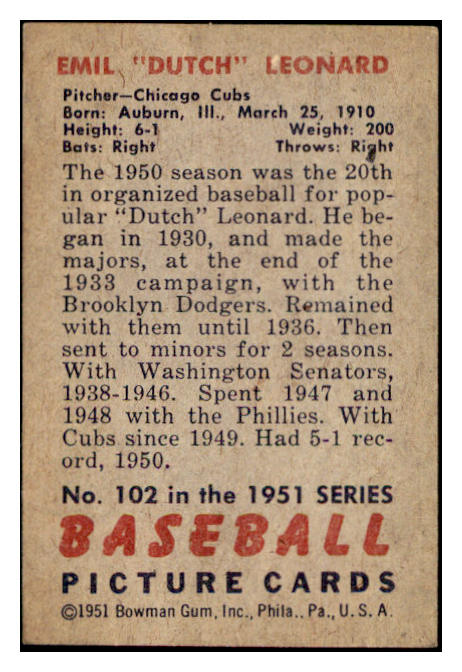 EMIL "DUTCH" LEONARD
Pitcher—Chicago Cubs
Born: Auburn, Ill., March 25, 1910
Height: 6-1 Weight: 200
Bats: Right Throws: Right
The 1950 season was the 20th
in organized baseball for pop-
ular "Dutch" Leonard. He be-
gan in 1930, and made the
majors, at the end of the
1933 campaign, with the
Brooklyn Dodgers. Remained
with them until 1936. Then
sent to minors for 2 seasons.
With Washington Senators,
1938-1946. Spent 1947 and
1948 with the Phillies. With
Cubs since 1949. Had 5-1 rec-
ord, 1950.
No. 102 in the 1951 SERIES
BASEBALL
PICTURE CARDS
©1951 Bowman Gum, Inc., Phila., Pa., U. S. A.